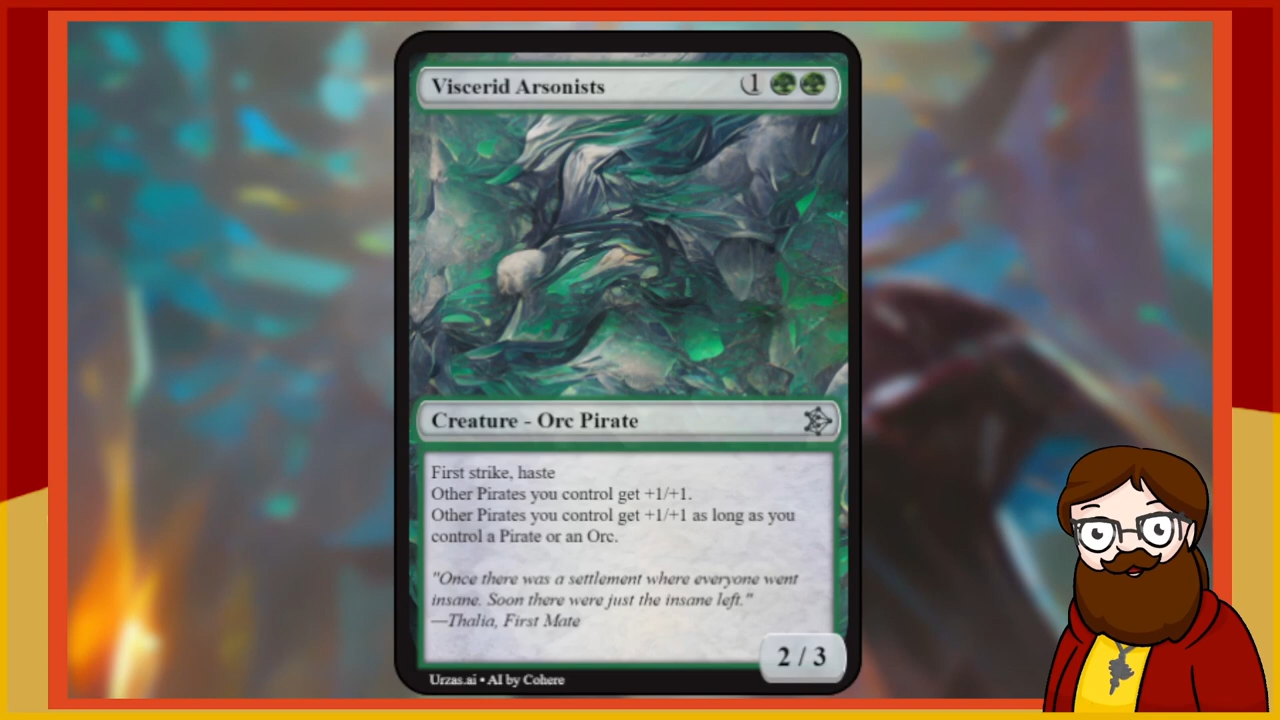 Viscerid Arsonists 1
Creature - Orc Pirate
First strike, haste
Other Pirates you control get +1/+1.
Other Pirates you control get +1/+1 as long as you
control a Pirate or an Orc.
"Once there was a settlement where everyone went
insane. Soon there were just the insane left."
—Thalia, First Mate
2 / 3
Urzas.ai • AI by Cohere